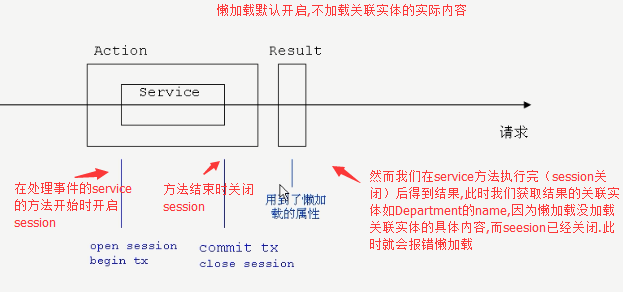 懒加载默认开启,不加载关联实体的实际内容
Action
Result
Service
请求
在处理事件的service
的方法开始时开启
session
方法结束时关闭
session
用到了懒加
载的属性
然而我们在service方法执行完（session关
闭）后得到结果,此时我们获取结果的关联实
体如Department的name,因为懒加载没加载
关联实体的具体内容,而seesion已经关闭.此
时就会报错懒加载
open session
begin tx
commit tx
close session